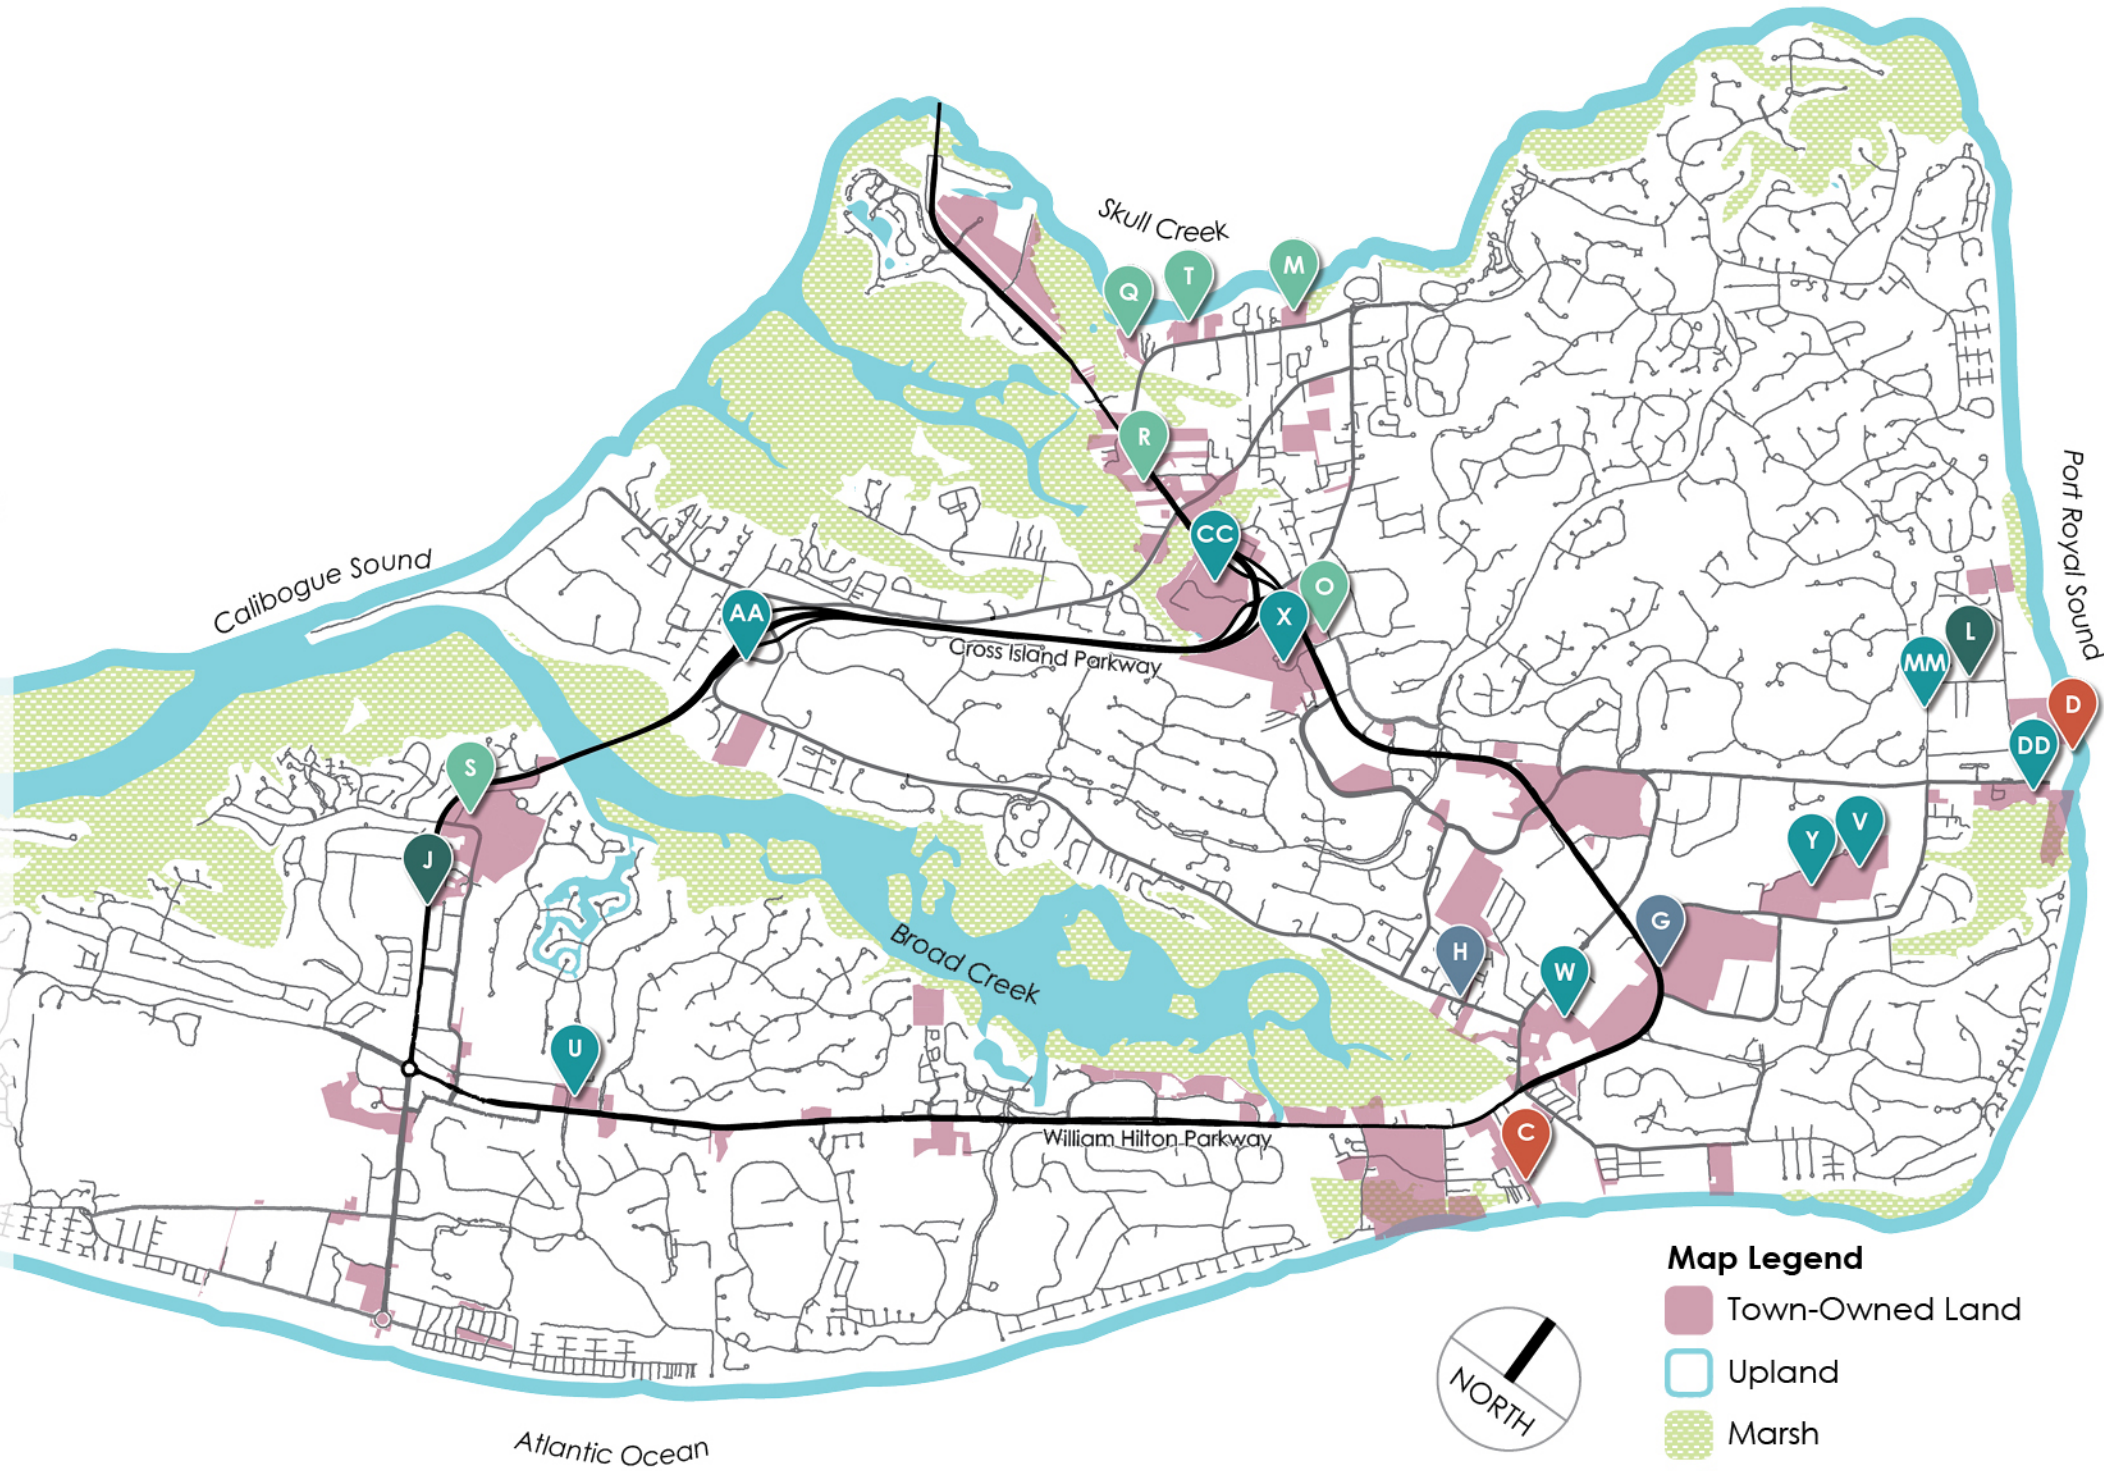 Skull Creek
Q
T
M
R
CC
O
X
Port Royal Sound
Calibogue Sound
AA
Cross Island Parkway
L
MM
D
DD
S
J
Y
V
G
H
W
Broad Creek
U
William Hilton Parkway
C
Map Legend
Town-Owned Land
Upland
Marsh
NORTH
Atlantic Ocean